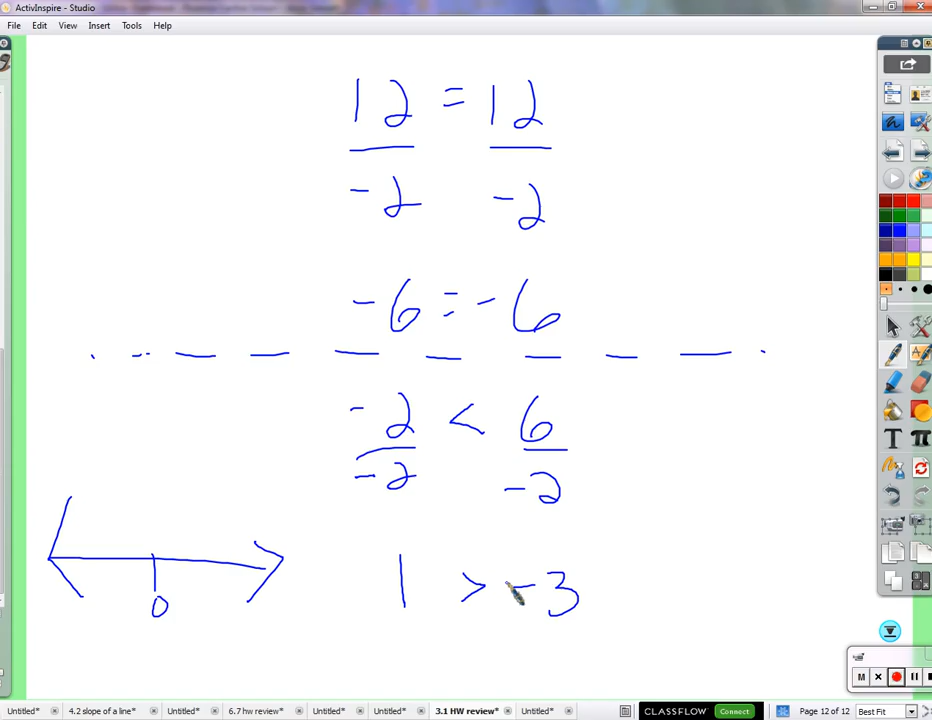 ActivInspire - Studio
File Edit View Insert Tools Help
12 = 12
-2 -2
-6 = -6
-2 < 6
-2 -2
0
1 > -3
M
Untitled* 4.2 slope of a line* Untitled* 6.7 hw review* Untitled* Untitled* 3.1 HW review* Untitled* CLASSFLOW Connect Page 12 of 12 Best Fit